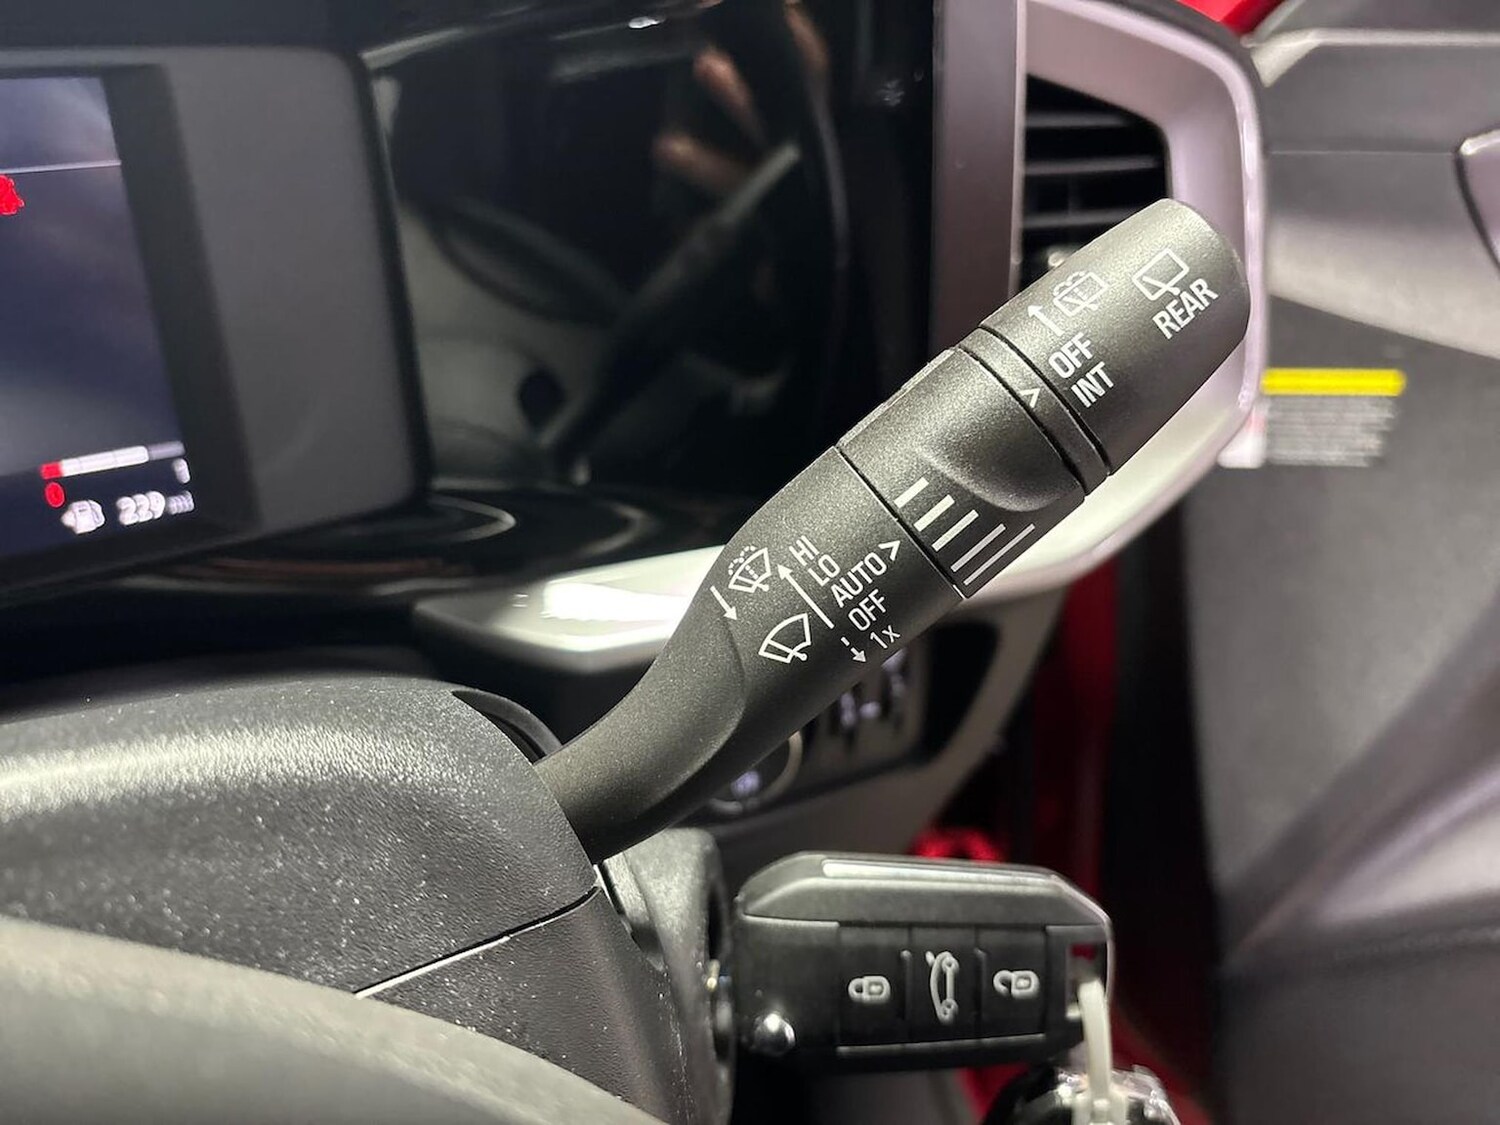 229 mi
OFF
INT
REAR
HI
LO
AUTO >
OFF
1x